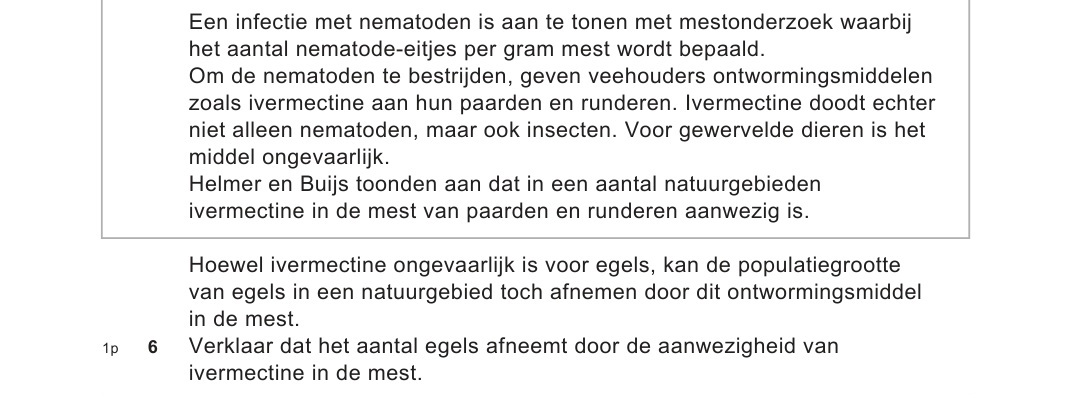 Een infectie met nematoden is aan te tonen met mestonderzoek waarbij
het aantal nematode-eitjes per gram mest wordt bepaald.
Om de nematoden te bestrijden, geven veehouders ontwormingsmiddelen
zoals ivermectine aan hun paarden en runderen. Ivermectine doodt echter
niet alleen nematoden, maar ook insecten. Voor gewervelde dieren is het
middel ongevaarlijk.
Helmer en Buijs toonden aan dat in een aantal natuurgebieden
ivermectine in de mest van paarden en runderen aanwezig is.
Hoewel ivermectine ongevaarlijk is voor egels, kan de populatiegrootte
van egels in een natuurgebied toch afnemen door dit ontwormingsmiddel
in de mest.
1p 6 Verklaar dat het aantal egels afneemt door de aanwezigheid van
ivermectine in de mest.